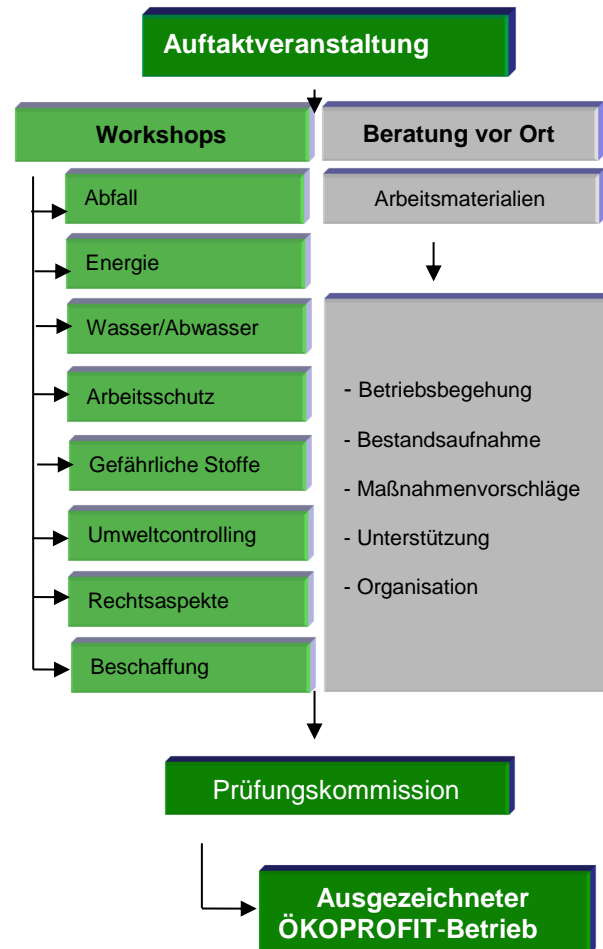 Auftaktveranstaltung
Workshops
Abfall
Energie
Wasser/Abwasser
Arbeitsschutz
Gefährliche Stoffe
Umweltcontrolling
Rechtsaspekte
Beschaffung
Beratung vor Ort
Arbeitsmaterialien
- Betriebsbegehung
- Bestandsaufnahme
- Maßnahmenvorschläge
- Unterstützung
- Organisation
Prüfungskommission
Ausgezeichneter
ÖKOPROFIT-Betrieb